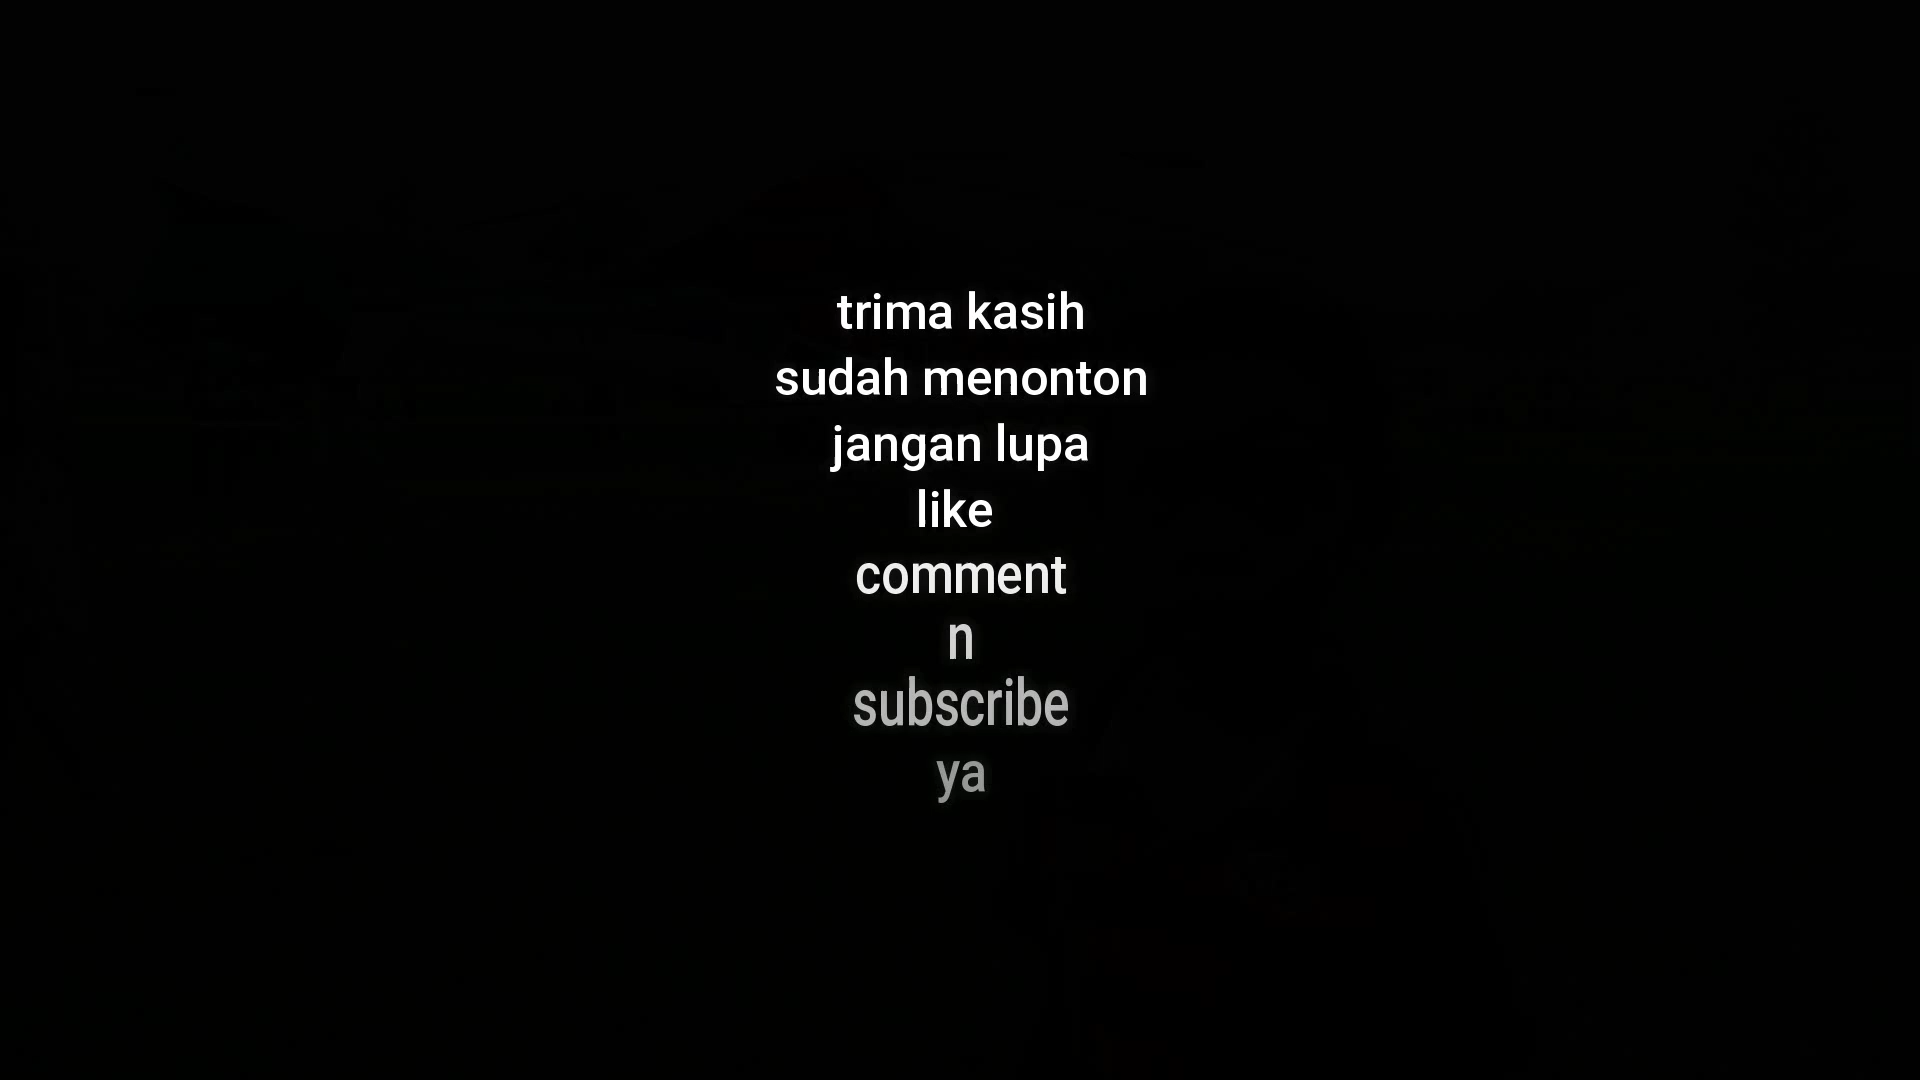 trima kasih
sudah menonton
jangan lupa
like
comment
n
subscribe
ya